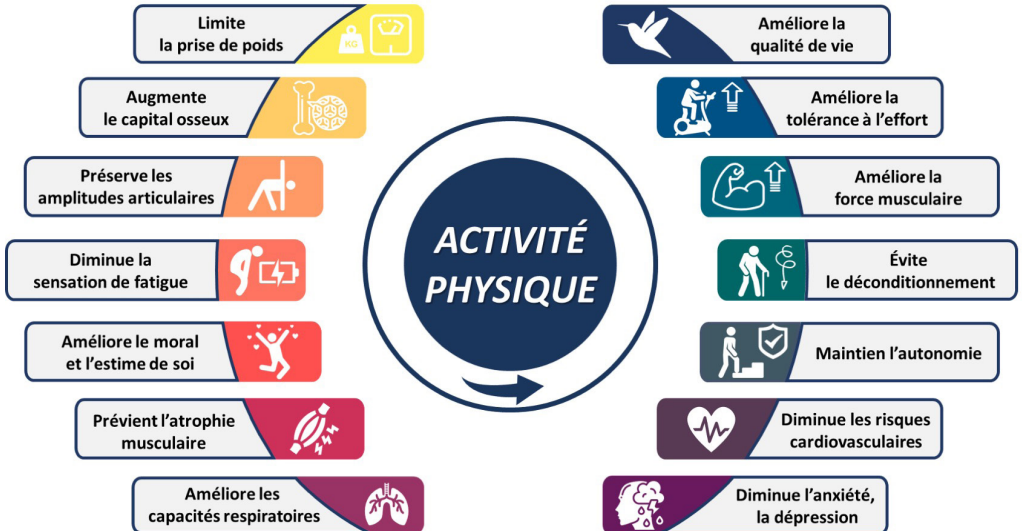 Limite
la prise de poids
KG
Augmente
le capital osseux
Préserve les
amplitudes articulaires
Diminue la
sensation de fatigue
Améliore le moral
et l'estime de soi
Prévient l'atrophie
musculaire
Améliore les
capacités respiratoires
ACTIVITÉ
PHYSIQUE
Améliore la
qualité de vie
Améliore la
tolérance à l'effort
Améliore la
force musculaire
Évite
le déconditionnement
Maintien l'autonomie
Diminue les risques
cardiovasculaires
Diminue l'anxiété,
la dépression